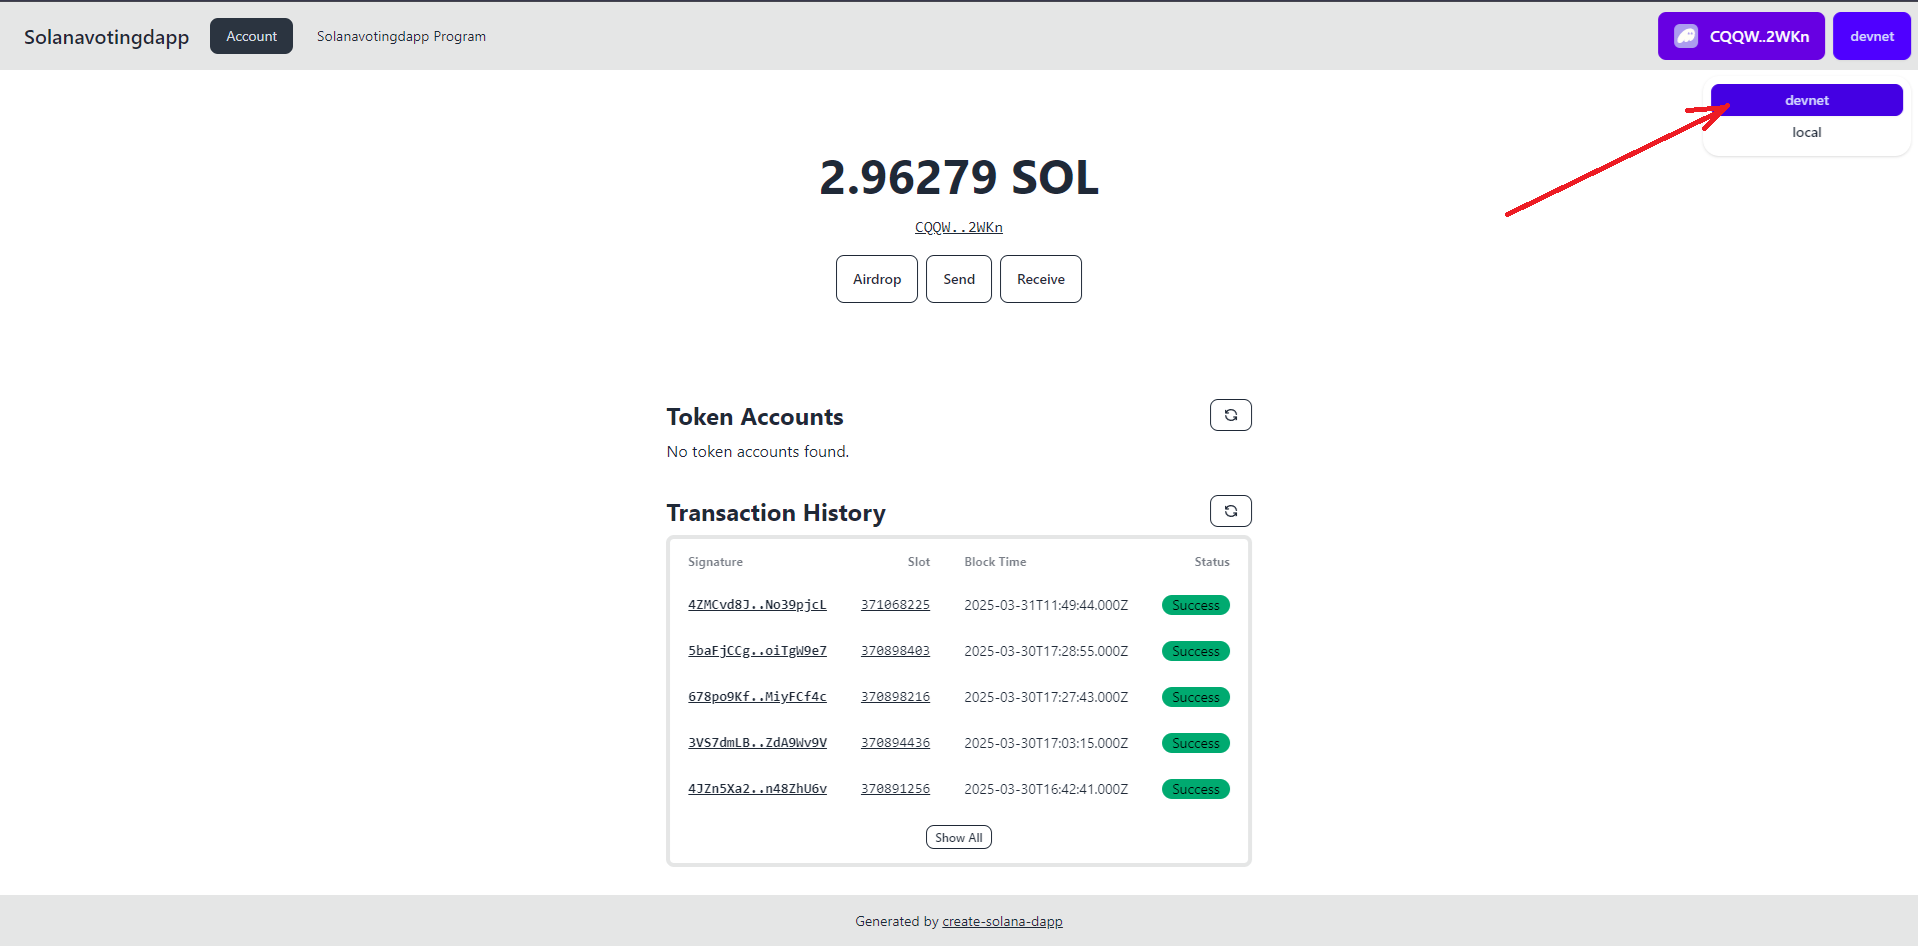 Solanavotingdapp Account Solanavotingdapp Program CQQW..2WKn devnet
devnet
local
2.96279 SOL
CQQW..2WKn
Airdrop Send Receive
Token Accounts
No token accounts found.
Transaction History
Signature Slot Block Time Status
4ZMCvd8J..No39pjcL 371068225 2025-03-31T11:49:44.000Z Success
5baFjCCg..oiTgW9e7 370898403 2025-03-30T17:28:55.000Z Success
678po9Kf..MiyFCf4c 370898216 2025-03-30T17:27:43.000Z Success
3VS7dmLB..ZdA9Wv9V 370894436 2025-03-30T17:03:15.000Z Success
4JZn5Xa2..n48ZhU6v 370891256 2025-03-30T16:42:41.000Z Success
Show All
Generated by create-solana-dapp